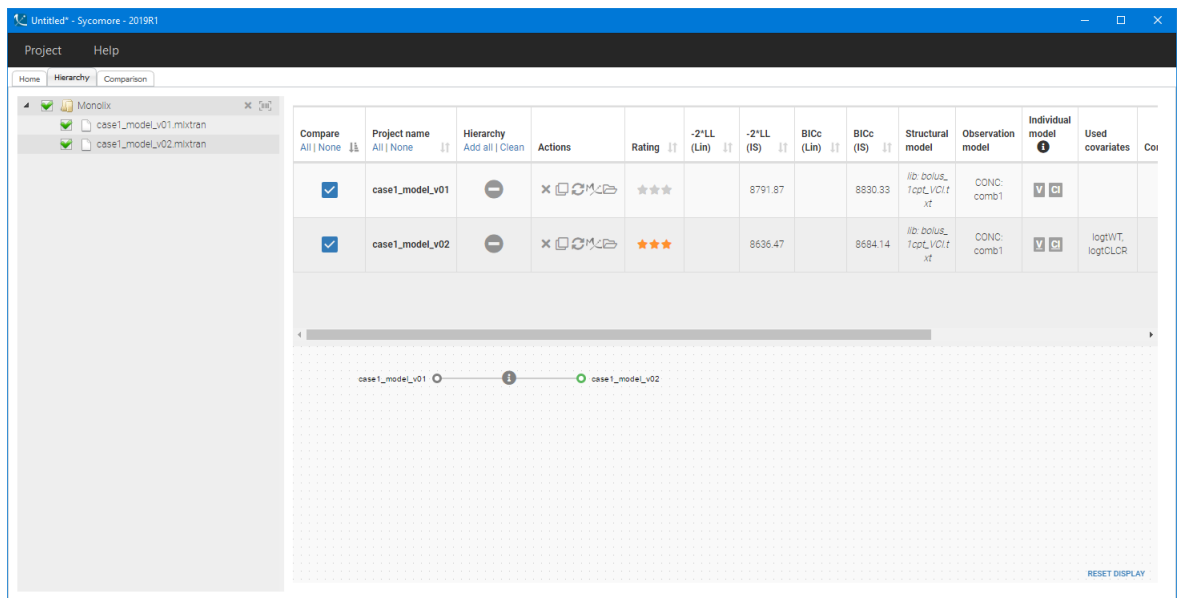 Untitled* - Sycomore - 2019R1
Project Help
Home Hierarchy Comparison
Monolix
case1_model_v01.mlxtran
case1_model_v02.mlxtran
Compare
All | None
Project name
All | None
Hierarchy
Add all | Clean
Actions
Rating
-2*LL
(Lin)
-2*LL
(IS)
BICc
(Lin)
BICc
(IS)
Structural
model
Observation
model
Individual
model
Used
covariates
Cor
case1_model_v01
8791.87
8830.33
lib: bolus_
1cpt_VCl.t
xt
CONC:
comb1
V Cl
case1_model_v02
8636.47
8684.14
lib: bolus_
1cpt_VCl.t
xt
CONC:
comb1
V Cl
logtWT,
logtCLCR
case1_model_v01
case1_model_v02
RESET DISPLAY